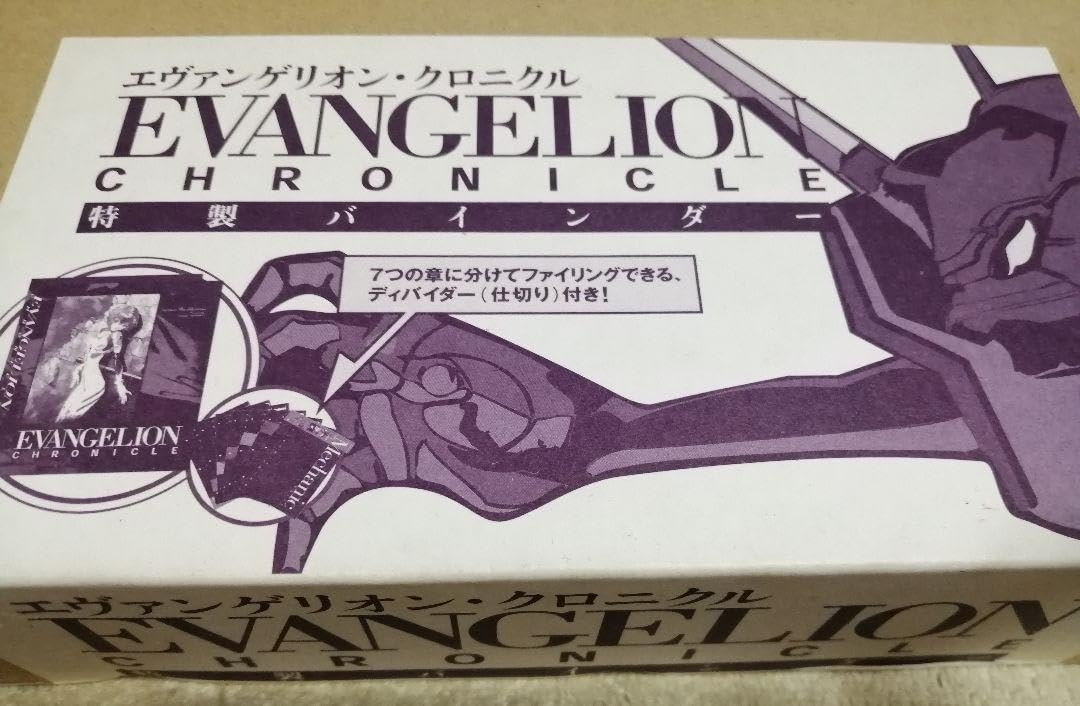 エヴァンゲリオン・クロニクル
EVANGELION
CHRONICLE
特製バインダー
7つの章に分けてファイリングできる、
ディバイダー(仕切り)付き!
EVANGELION
EVANGELION
CHRONICLE
Mechanic
エヴァンゲリオン・クロニクル
EVANGELION
CHRONICLE